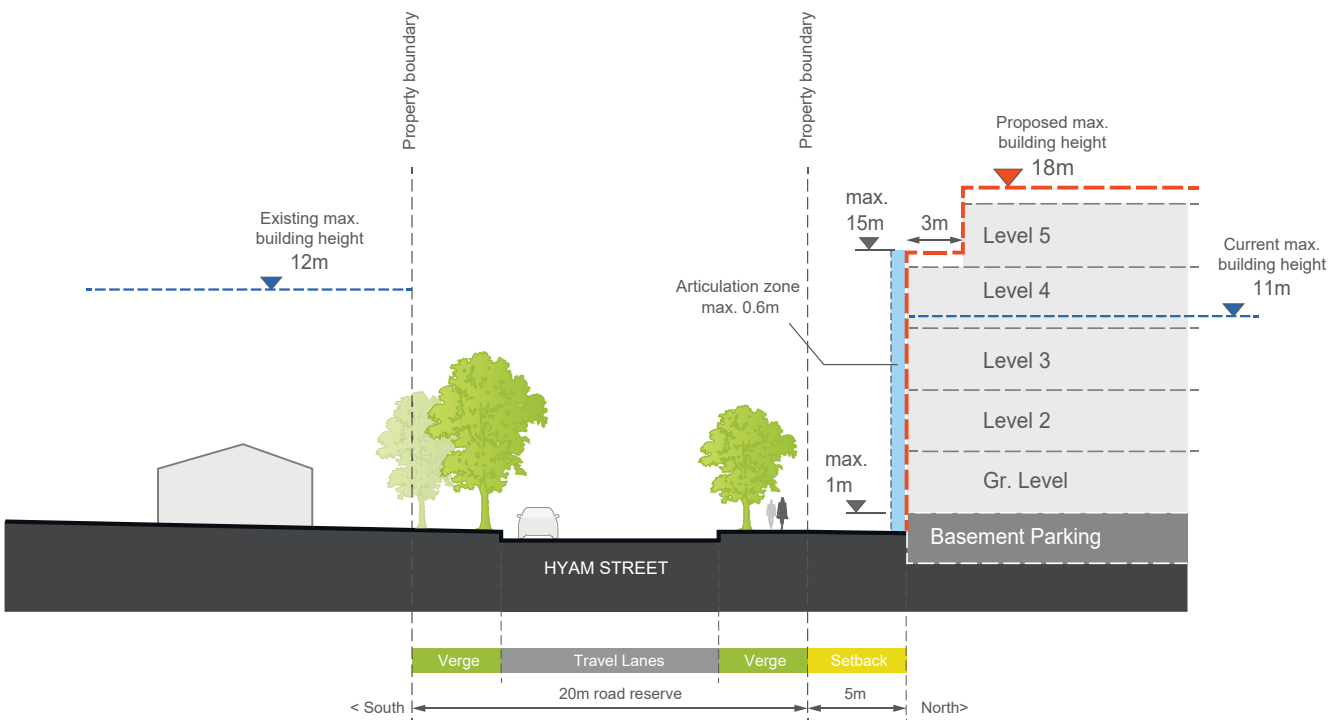 Property boundary
Property boundary
Proposed max.
building height
18m
max.
15m
3m
Level 5
Existing max.
building height
12m
Current max.
building height
11m
Level 4
Articulation zone
max. 0.6m
Level 3
Level 2
max.
1m
Gr. Level
Basement Parking
HYAM STREET
Verge
Travel Lanes
Verge
Setback
20m road reserve
5m
< South
North>